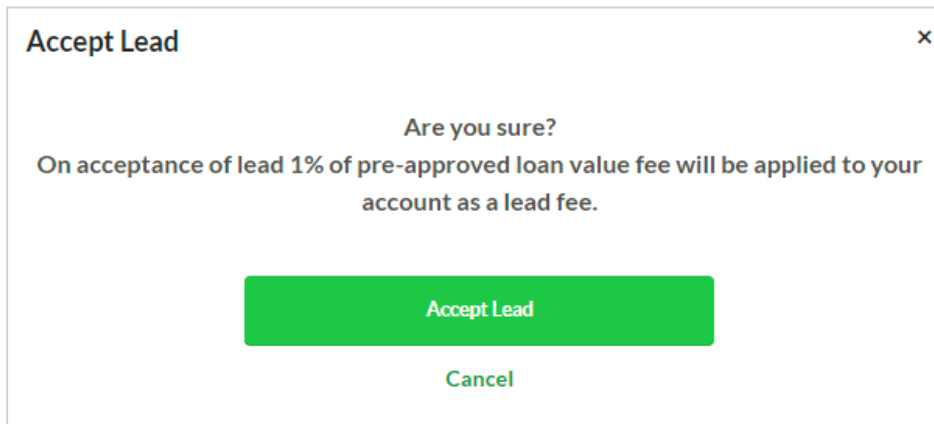 Accept Lead
×
Are you sure?
On acceptance of lead 1% of pre-approved loan value fee will be applied to your
account as a lead fee.
Accept Lead
Cancel